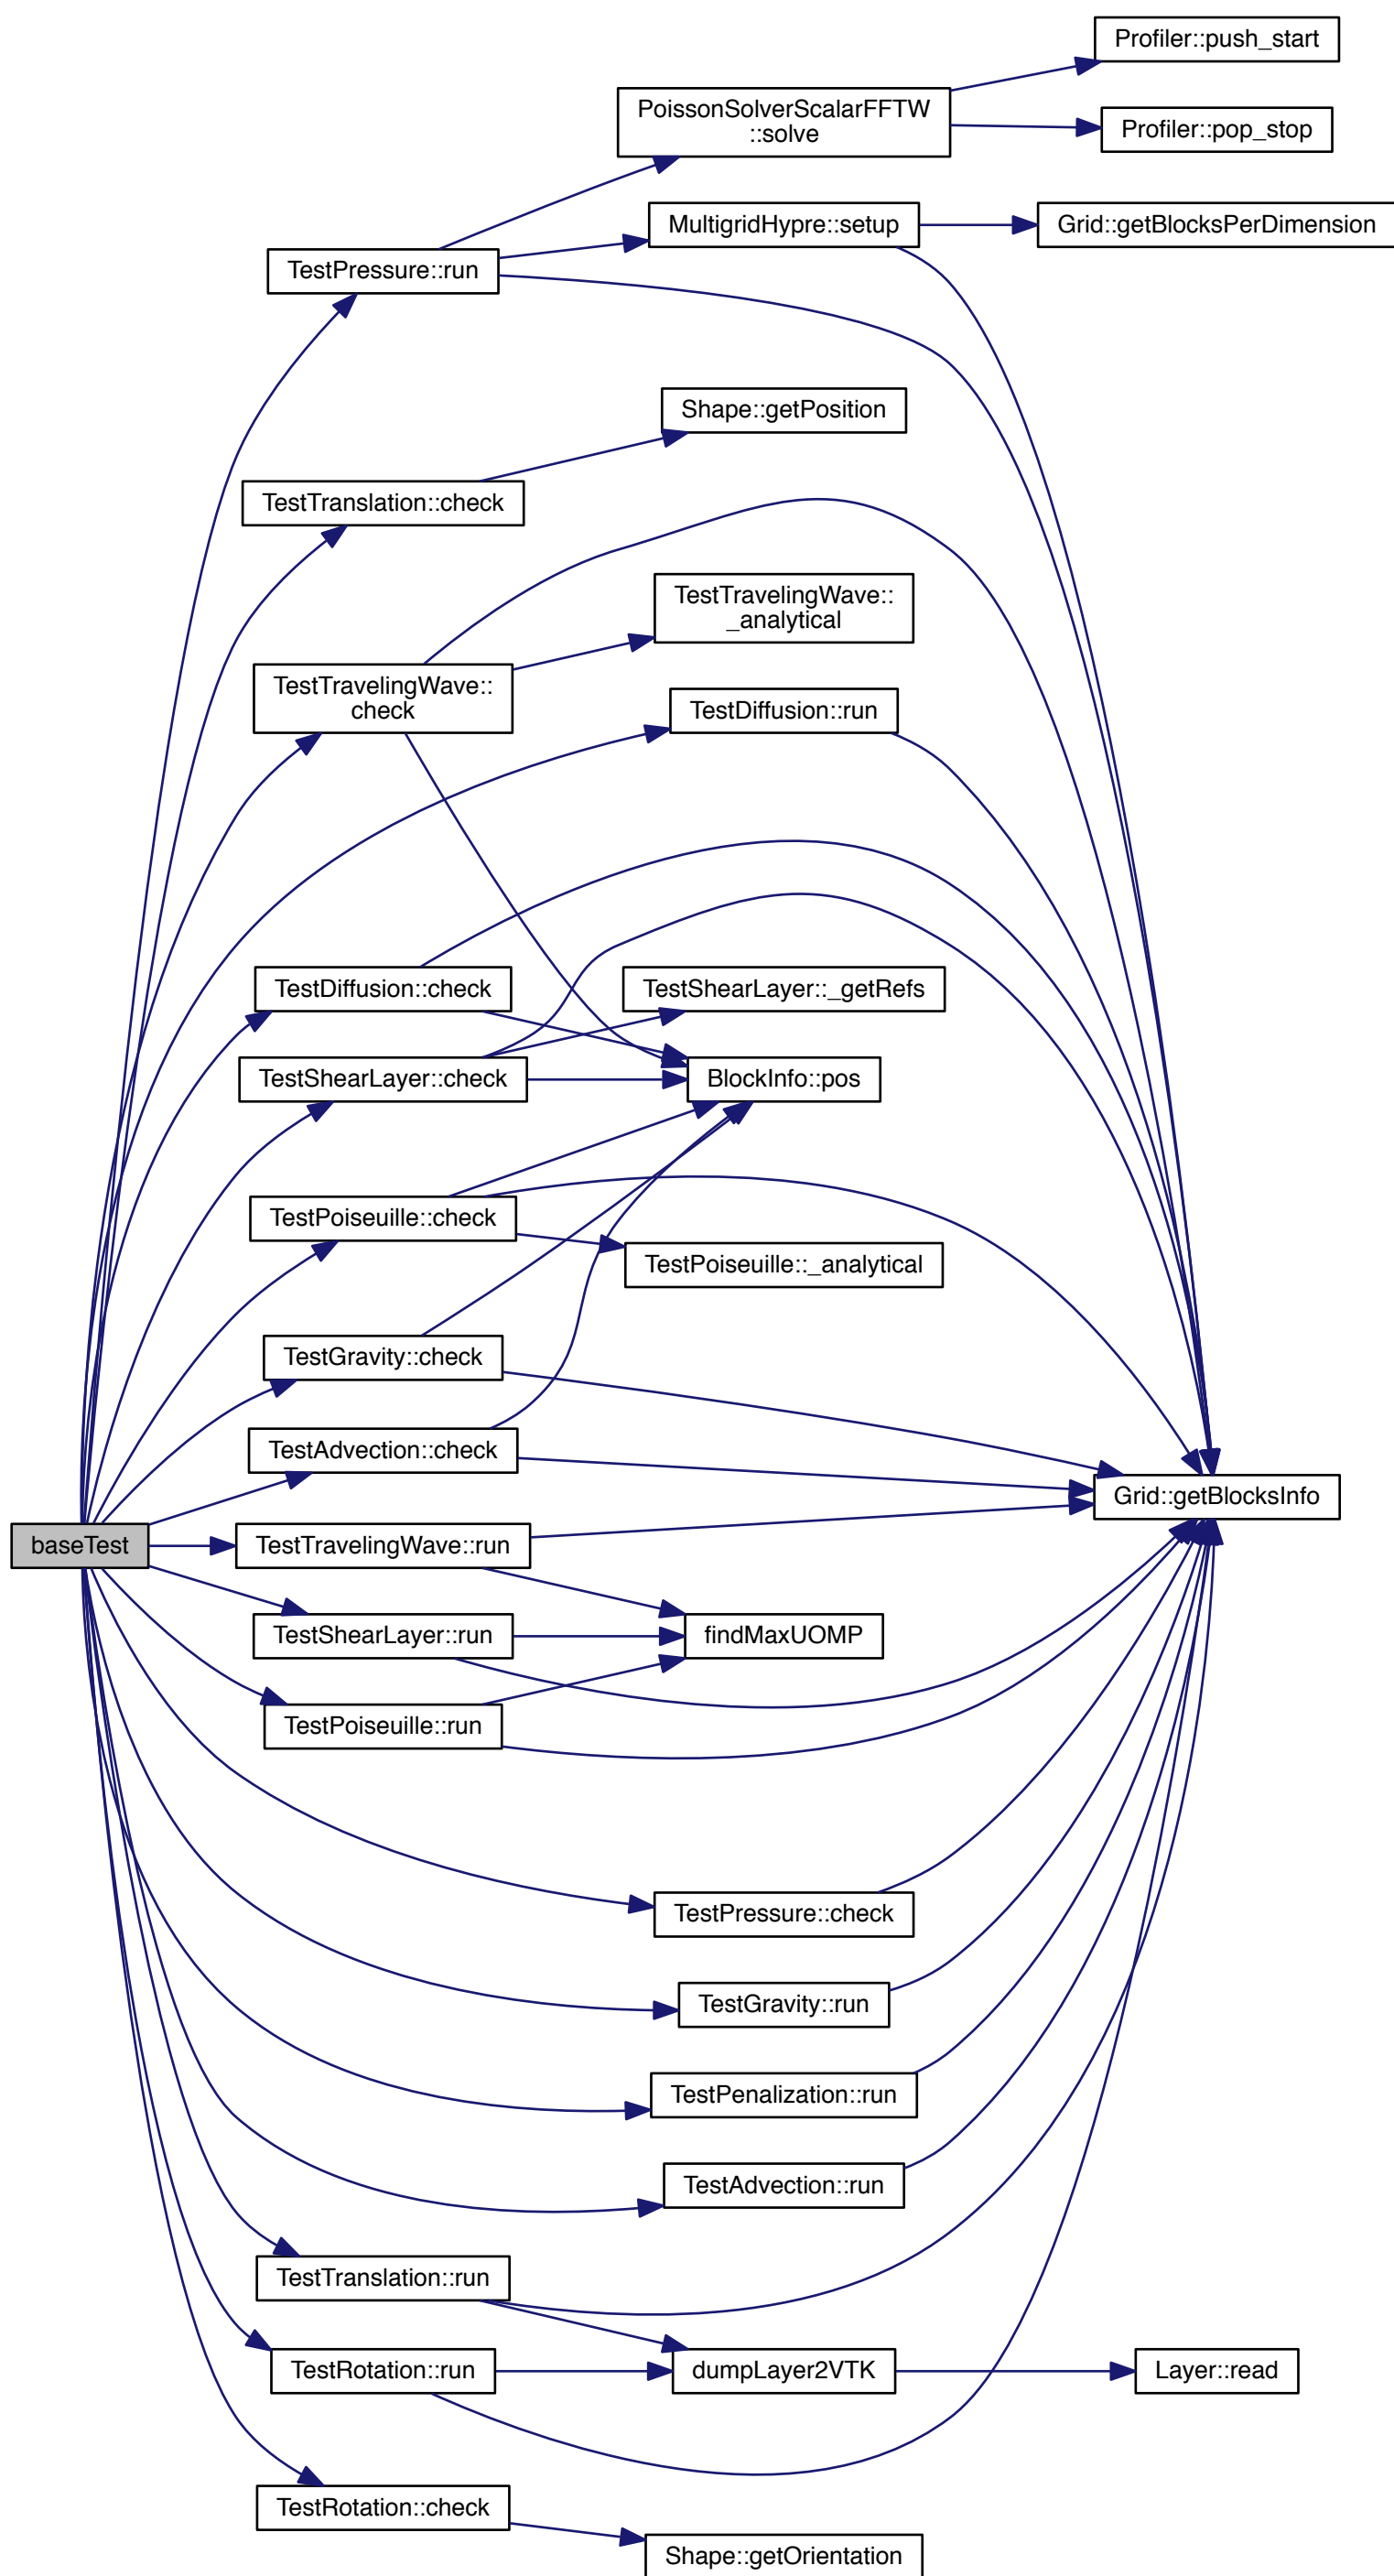 Profiler::push_start
PoissonSolverScalarFFTW
::solve
Profiler::pop_stop
MultigridHypre::setup
Grid::getBlocksPerDimension
TestPressure::run
Shape::getPosition
TestTranslation::check
TestTravelingWave::
_analytical
TestTravelingWave::
check
TestDiffusion::run
TestDiffusion::check
TestShearLayer::_getRefs
TestShearLayer::check
BlockInfo::pos
TestPoiseuille::check
TestPoiseuille::_analytical
TestGravity::check
TestAdvection::check
Grid::getBlocksInfo
baseTest
TestTravelingWave::run
TestShearLayer::run
findMaxUOMP
TestPoiseuille::run
TestPressure::check
TestGravity::run
TestPenalization::run
TestAdvection::run
TestTranslation::run
TestRotation::run
dumpLayer2VTK
Layer::read
TestRotation::check
Shape::getOrientation